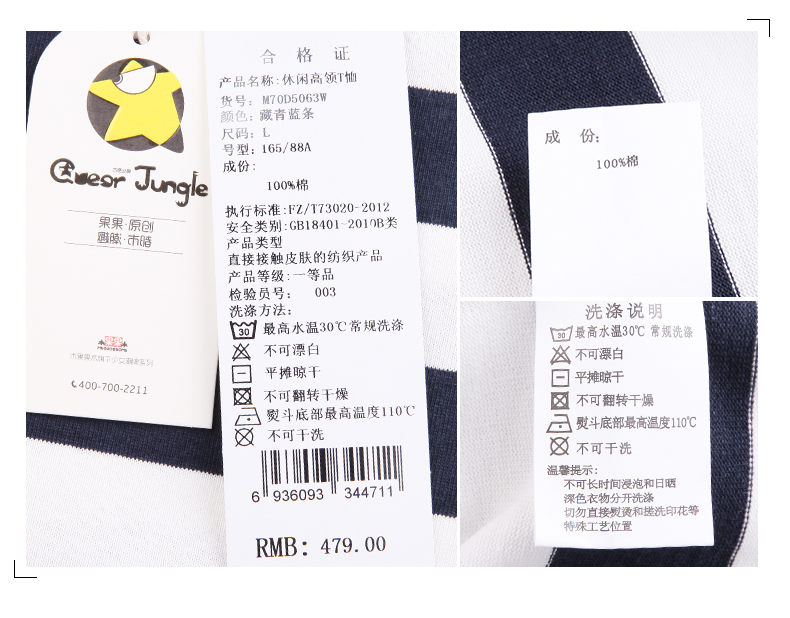 Queer Jungle
果果·原创
400-700-2211
合格证
产品名称:休闲高领T恤
货号: M70D5063W
颜色: 藏青蓝条
尺码: L
号型: 165/88A
成份:
100%棉
执行标准:FZ/T73020-2012
安全类别:GB18401-2010B类
产品类型
直接接触皮肤的纺织产品
产品等级:一等品
检验员号: 003
洗涤方法:
30 最高水温30℃常规洗涤
不可漂白
平摊晾干
不可翻转干燥
熨斗底部最高温度110℃
不可干洗
6 936093 344711
RMB: 479.00
成 份:
100%棉
洗涤说明
30 最高水温30℃ 常规洗涤
不可漂白
平摊晾干
不可翻转干燥
熨斗底部最高温度110℃
不可干洗
温馨提示:
不可长时间浸泡和日晒
深色衣物分开洗涤
切勿直接熨烫和搓洗印花等
特殊工艺位置